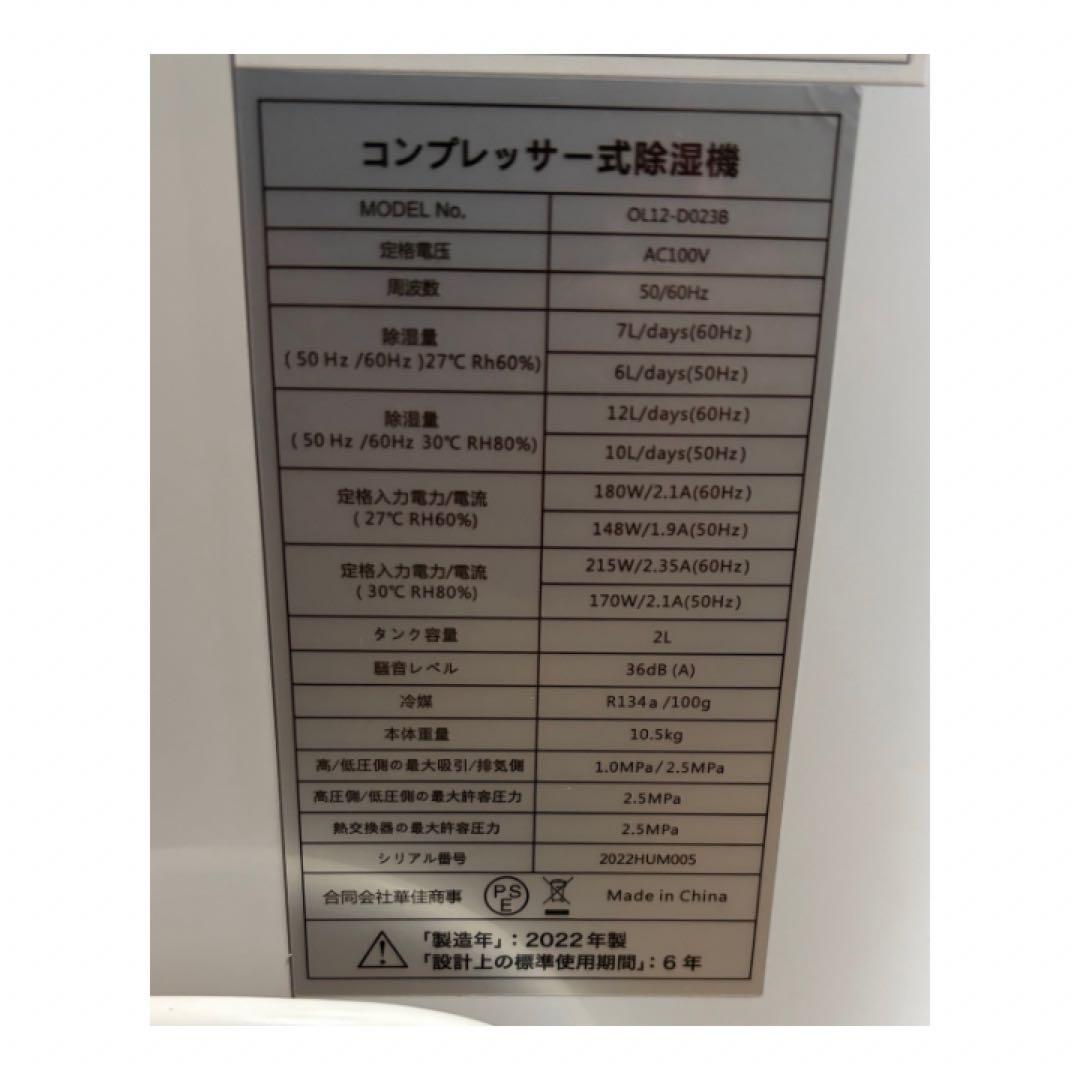 コンプレッサー式除湿機
MODEL No. OL12-D023B
定格電圧 AC100V
周波数 50/60Hz
除湿量
( 50 Hz /60Hz )27℃ Rh60%)
7L/days(60Hz)
6L/days(50Hz)
除湿量
( 50 Hz /60Hz 30℃ RH80%)
12L/days(60Hz)
10L/days(50Hz)
定格入力電力/電流
( 27℃ RH60%)
180W/2.1A(60Hz)
148W/1.9A(50Hz)
定格入力電力/電流
( 30℃ RH80%)
215W/2.35A(60Hz)
170W/2.1A(50Hz)
タンク容量 2L
騒音レベル 36dB (A)
冷媒 R134a /100g
本体重量 10.5kg
高/低圧側の最大吸引/排気側 1.0MPa/2.5MPa
高圧側/低圧側の最大許容圧力 2.5MPa
熱交換器の最大許容圧力 2.5MPa
シリアル番号 2022HUM005
合同会社華佳商事 PSE Made in China
「製造年」：2022年製
「設計上の標準使用期間」：6年